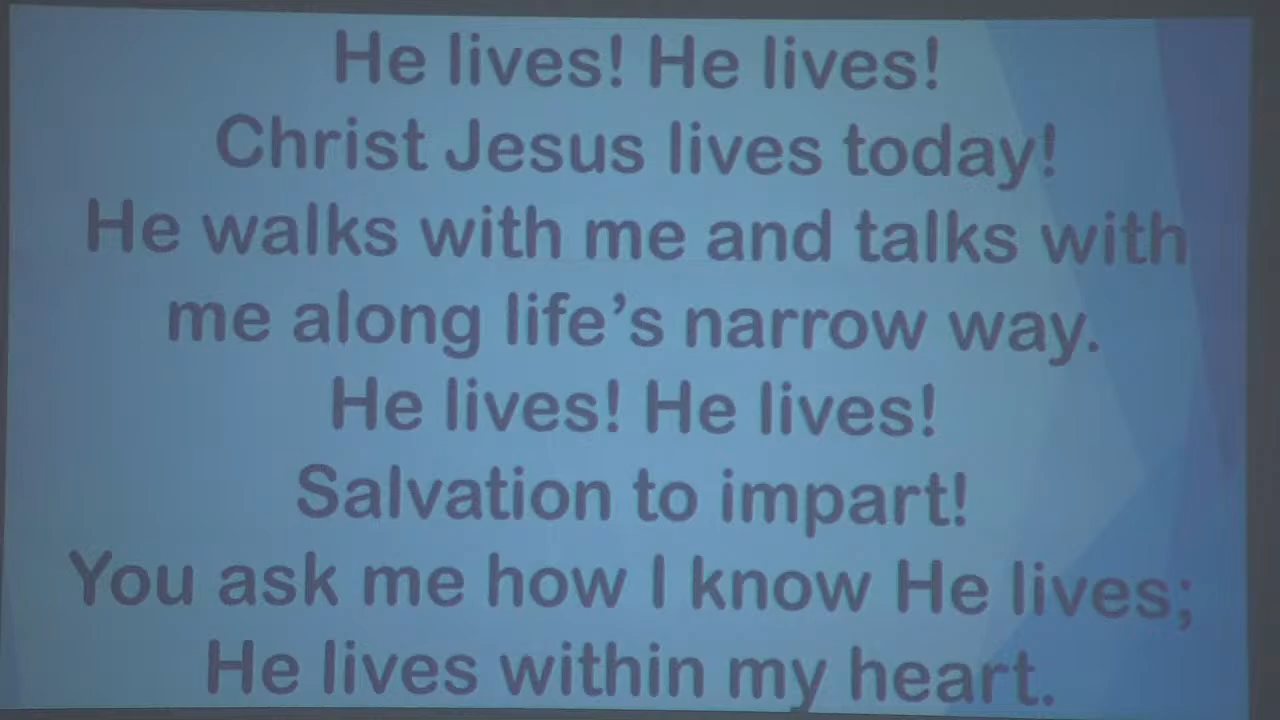 He lives! He lives!
Christ Jesus lives today!
He walks with me and talks with
me along life’s narrow way.
He lives! He lives!
Salvation to impart!
You ask me how I know He lives;
He lives within my heart.